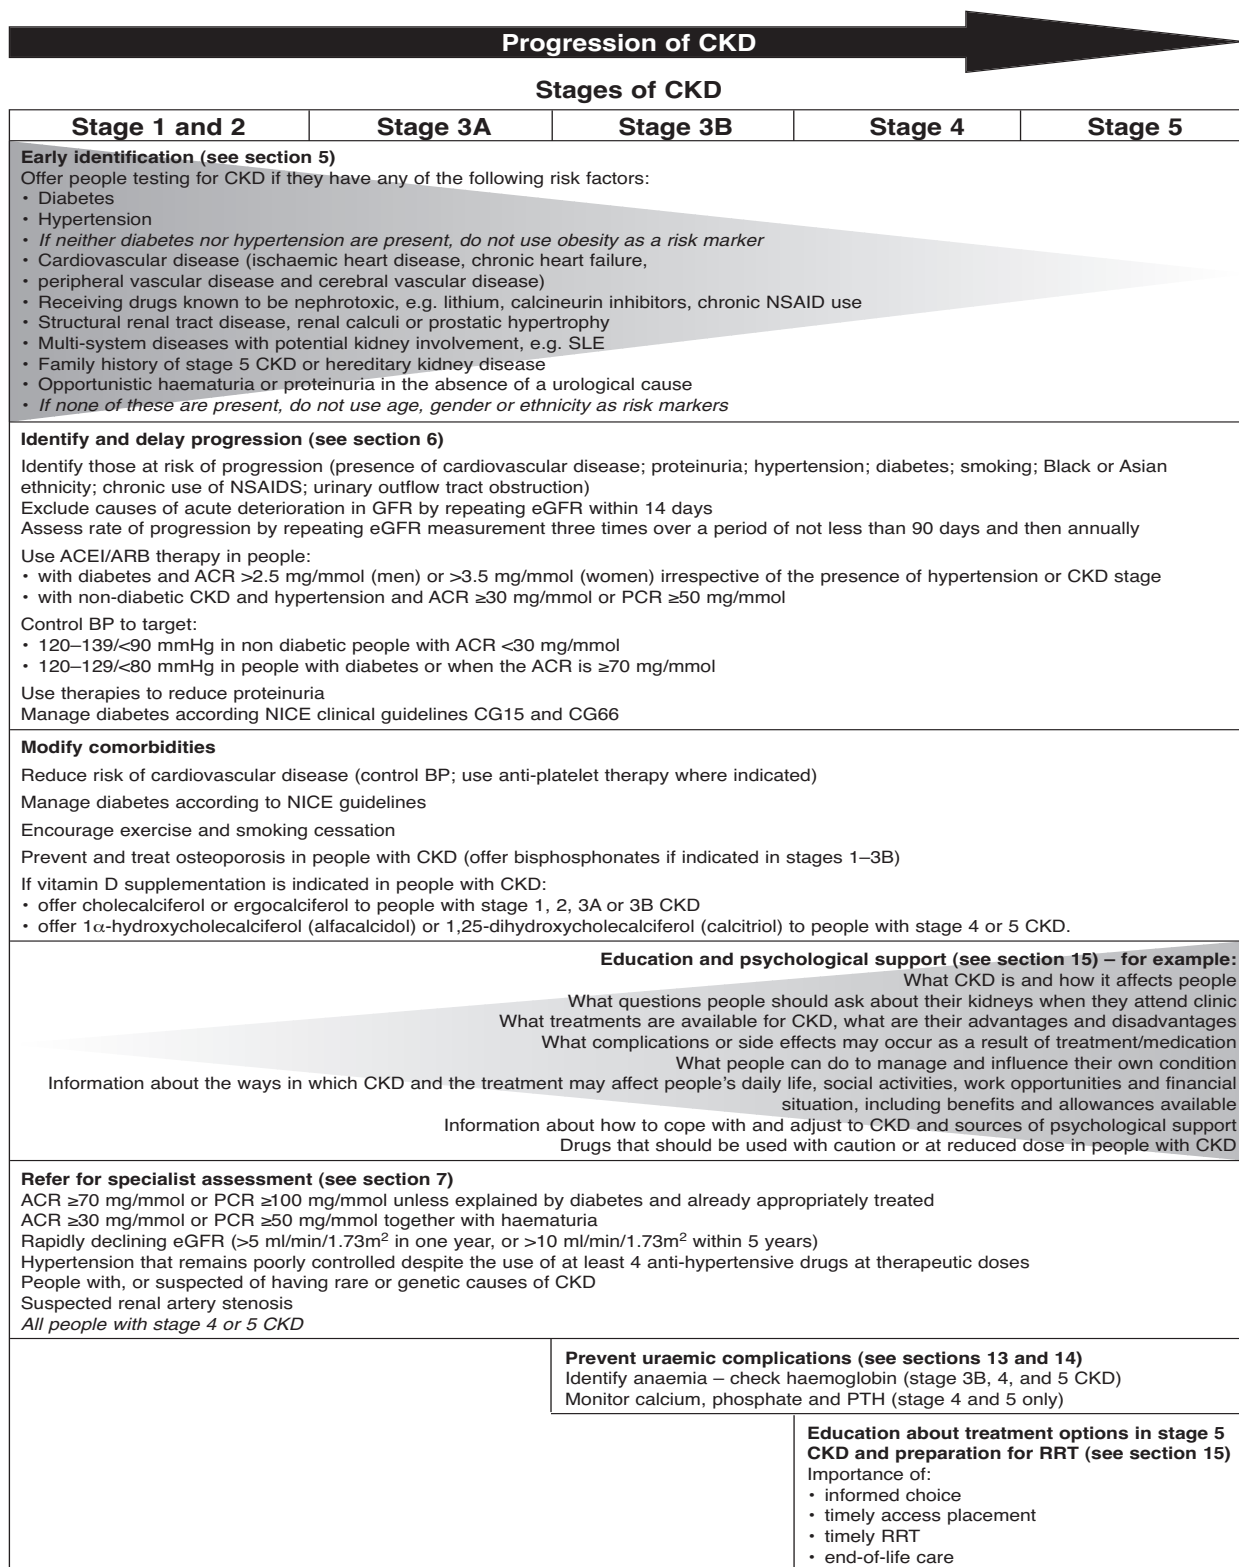 Progression of CKD
Stages of CKD
Stage 1 and 2 Stage 3A Stage 3B Stage 4 Stage 5
Early identification (see section 5)
Offer people testing for CKD if they have any of the following risk factors:
• Diabetes
• Hypertension
• If neither diabetes nor hypertension are present, do not use obesity as a risk marker
• Cardiovascular disease (ischaemic heart disease, chronic heart failure,
• peripheral vascular disease and cerebral vascular disease)
• Receiving drugs known to be nephrotoxic, e.g. lithium, calcineurin inhibitors, chronic NSAID use
• Structural renal tract disease, renal calculi or prostatic hypertrophy
• Multi-system diseases with potential kidney involvement, e.g. SLE
• Family history of stage 5 CKD or hereditary kidney disease
• Opportunistic haematuria or proteinuria in the absence of a urological cause
• If none of these are present, do not use age, gender or ethnicity as risk markers
Identify and delay progression (see section 6)
Identify those at risk of progression (presence of cardiovascular disease; proteinuria; hypertension; diabetes; smoking; Black or Asian
ethnicity; chronic use of NSAIDS; urinary outflow tract obstruction)
Exclude causes of acute deterioration in GFR by repeating eGFR within 14 days
Assess rate of progression by repeating eGFR measurement three times over a period of not less than 90 days and then annually
Use ACEI/ARB therapy in people:
• with diabetes and ACR >2.5 mg/mmol (men) or >3.5 mg/mmol (women) irrespective of the presence of hypertension or CKD stage
• with non-diabetic CKD and hypertension and ACR ≥30 mg/mmol or PCR ≥50 mg/mmol
Control BP to target:
• 120–139/<90 mmHg in non diabetic people with ACR <30 mg/mmol
• 120–129/<80 mmHg in people with diabetes or when the ACR is ≥70 mg/mmol
Use therapies to reduce proteinuria
Manage diabetes according NICE clinical guidelines CG15 and CG66
Modify comorbidities
Reduce risk of cardiovascular disease (control BP; use anti-platelet therapy where indicated)
Manage diabetes according to NICE guidelines
Encourage exercise and smoking cessation
Prevent and treat osteoporosis in people with CKD (offer bisphosphonates if indicated in stages 1–3B)
If vitamin D supplementation is indicated in people with CKD:
• offer cholecalciferol or ergocalciferol to people with stage 1, 2, 3A or 3B CKD
• offer 1α-hydroxycholecalciferol (alfacalcidol) or 1,25-dihydroxycholecalciferol (calcitriol) to people with stage 4 or 5 CKD.
Education and psychological support (see section 15) – for example:
What CKD is and how it affects people
What questions people should ask about their kidneys when they attend clinic
What treatments are available for CKD, what are their advantages and disadvantages
What complications or side effects may occur as a result of treatment/medication
What people can do to manage and influence their own condition
Information about the ways in which CKD and the treatment may affect people's daily life, social activities, work opportunities and financial
situation, including benefits and allowances available
Information about how to cope with and adjust to CKD and sources of psychological support
Drugs that should be used with caution or at reduced dose in people with CKD
Refer for specialist assessment (see section 7)
ACR ≥70 mg/mmol or PCR ≥100 mg/mmol unless explained by diabetes and already appropriately treated
ACR ≥30 mg/mmol or PCR ≥50 mg/mmol together with haematuria
Rapidly declining eGFR (>5 ml/min/1.73m² in one year, or >10 ml/min/1.73m² within 5 years)
Hypertension that remains poorly controlled despite the use of at least 4 anti-hypertensive drugs at therapeutic doses
People with, or suspected of having rare or genetic causes of CKD
Suspected renal artery stenosis
All people with stage 4 or 5 CKD
Prevent uraemic complications (see sections 13 and 14)
Identify anaemia – check haemoglobin (stage 3B, 4, and 5 CKD)
Monitor calcium, phosphate and PTH (stage 4 and 5 only)
Education about treatment options in stage 5
CKD and preparation for RRT (see section 15)
Importance of:
• informed choice
• timely access placement
• timely RRT
• end-of-life care